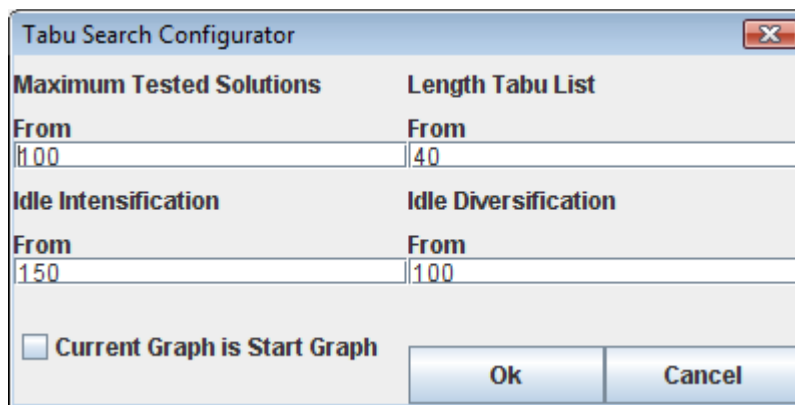 Tabu Search Configurator
Maximum Tested Solutions Length Tabu List
From From
100 40
Idle Intensification Idle Diversification
From From
150 100
Current Graph is Start Graph
Ok Cancel